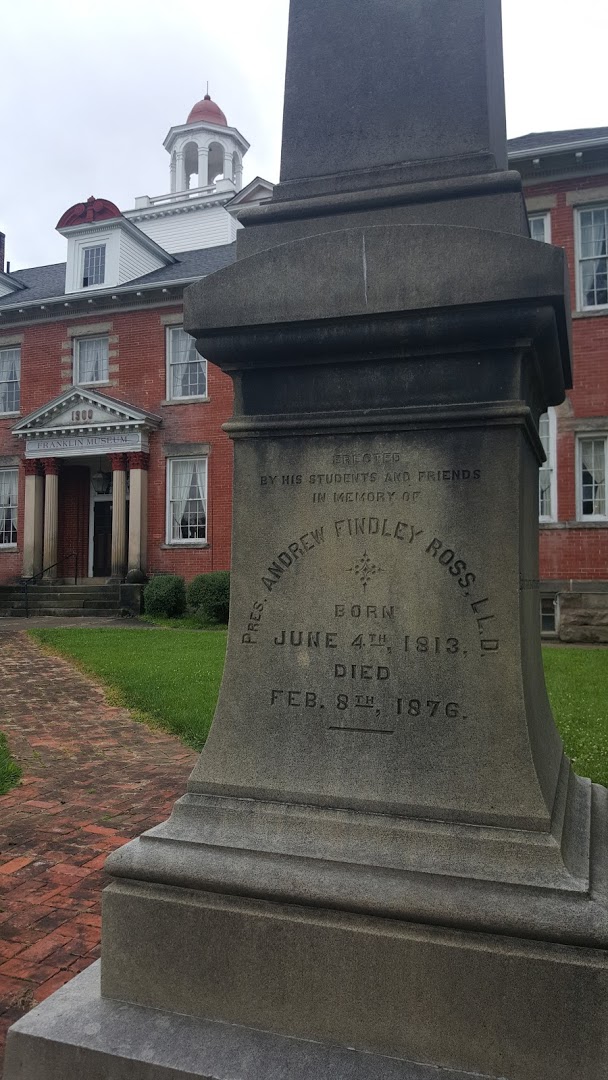 1900
FRANKLIN MUSEUM
ERECTED
BY HIS STUDENTS AND FRIENDS
IN MEMORY OF
PRES. ANDREW FINDLEY ROSS, LL.D.
BORN
JUNE 4TH, 1813.
DIED
FEB. 8TH, 1876.